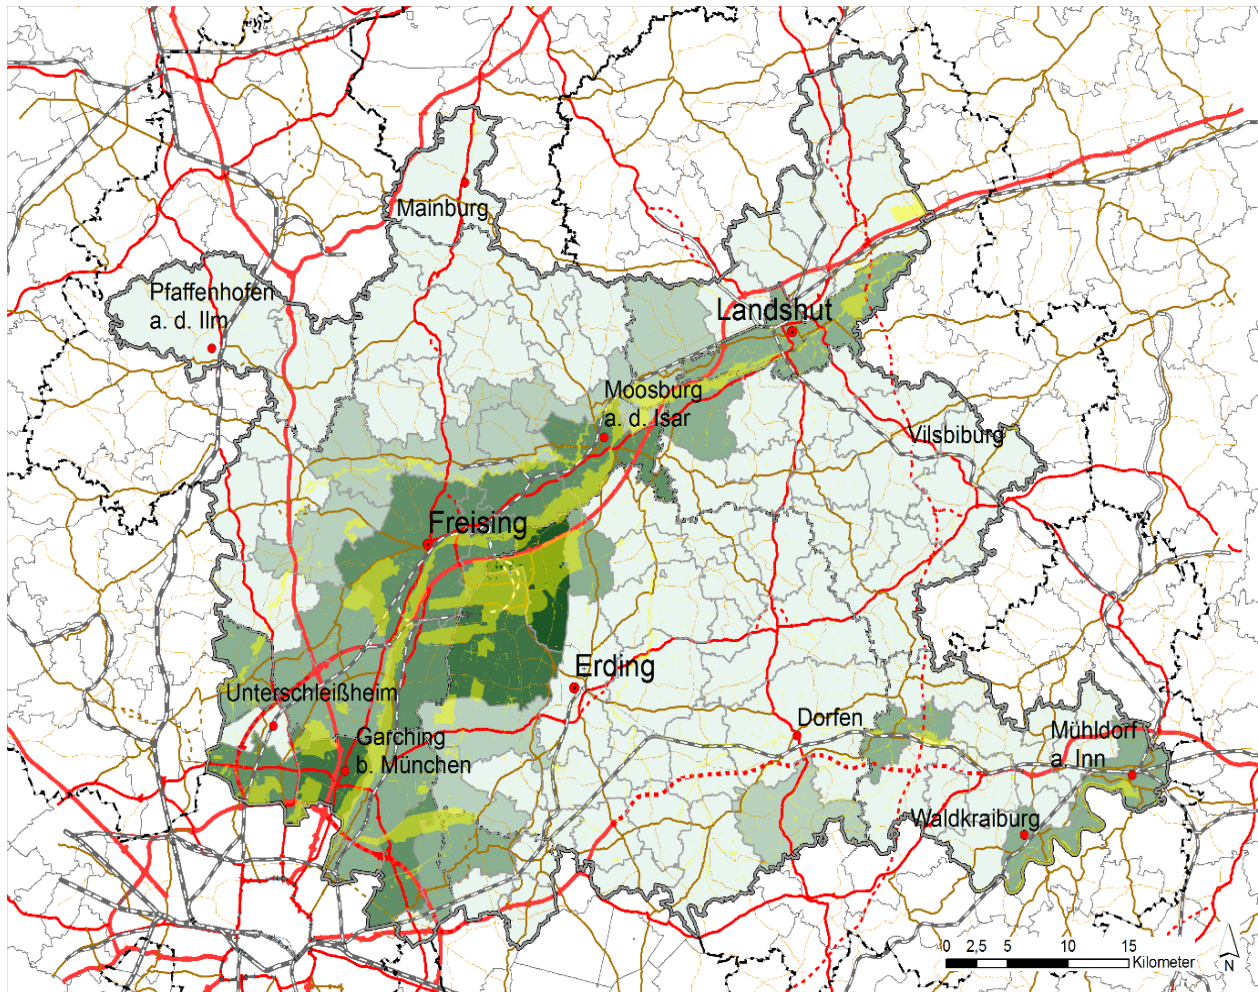 Mainburg
Pfaffenhofen
a. d. Ilm
Landshut
Moosburg
a. d. Isar
Vilsbiburg
Freising
Erding
Unterschleißheim
Garching
b. München
Dorfen
Mühldorf
a. Inn
Waldkraiburg
0 2,5 5 10 15
Kilometer
N